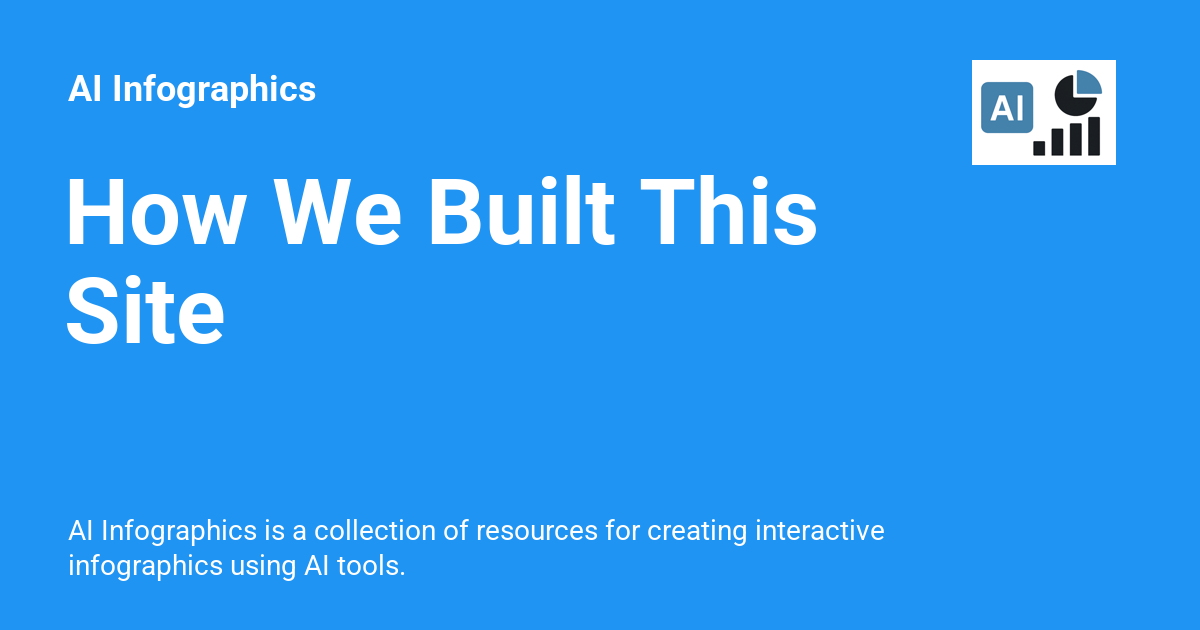 AI Infographics
AI
How We Built This
Site
AI Infographics is a collection of resources for creating interactive
infographics using AI tools.